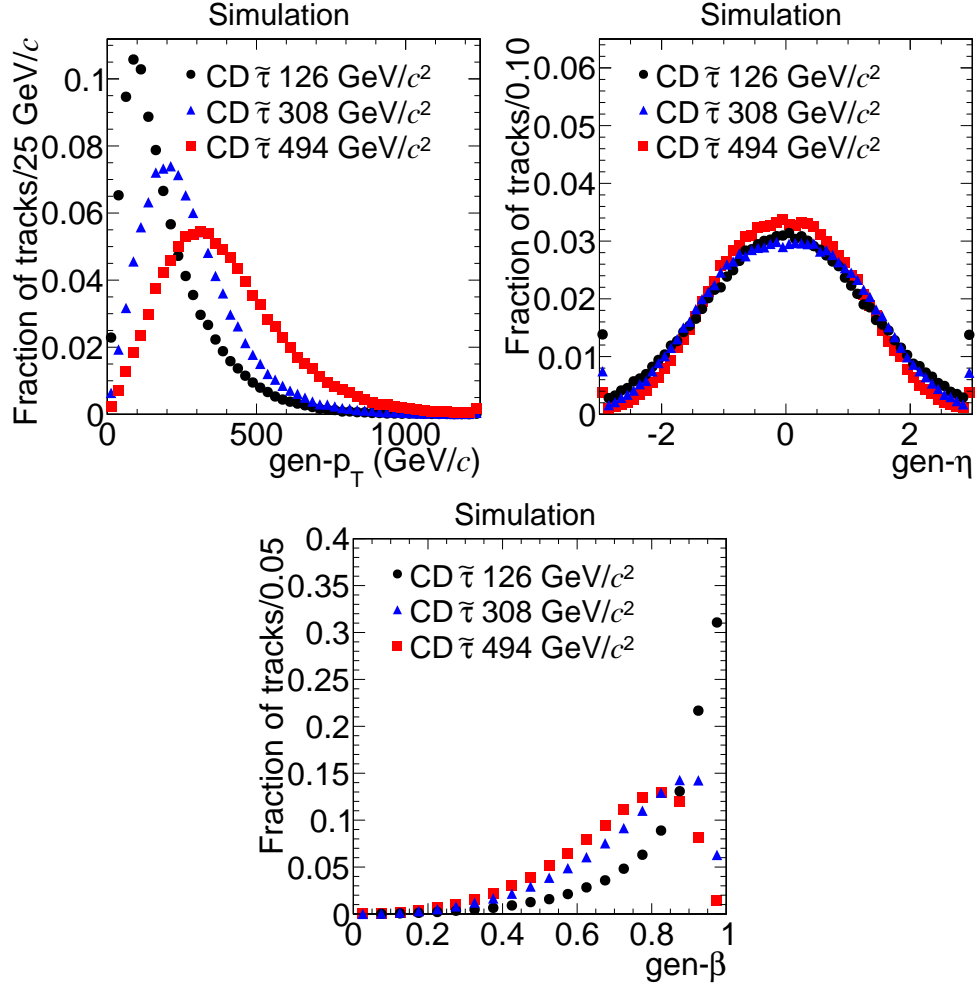 Simulation
Fraction of tracks/25 GeV/c
0.1
0.08
0.06
0.04
0.02
0
CD τ̃ 126 GeV/c²
CD τ̃ 308 GeV/c²
CD τ̃ 494 GeV/c²
0 500 1000
gen-p_T (GeV/c)
Simulation
Fraction of tracks/0.10
0.06
0.05
0.04
0.03
0.02
0.01
0
CD τ̃ 126 GeV/c²
CD τ̃ 308 GeV/c²
CD τ̃ 494 GeV/c²
-2 0 2
gen-η
Simulation
Fraction of tracks/0.05
0.4
0.35
0.3
0.25
0.2
0.15
0.1
0.05
0
CD τ̃ 126 GeV/c²
CD τ̃ 308 GeV/c²
CD τ̃ 494 GeV/c²
0 0.2 0.4 0.6 0.8 1
gen-β